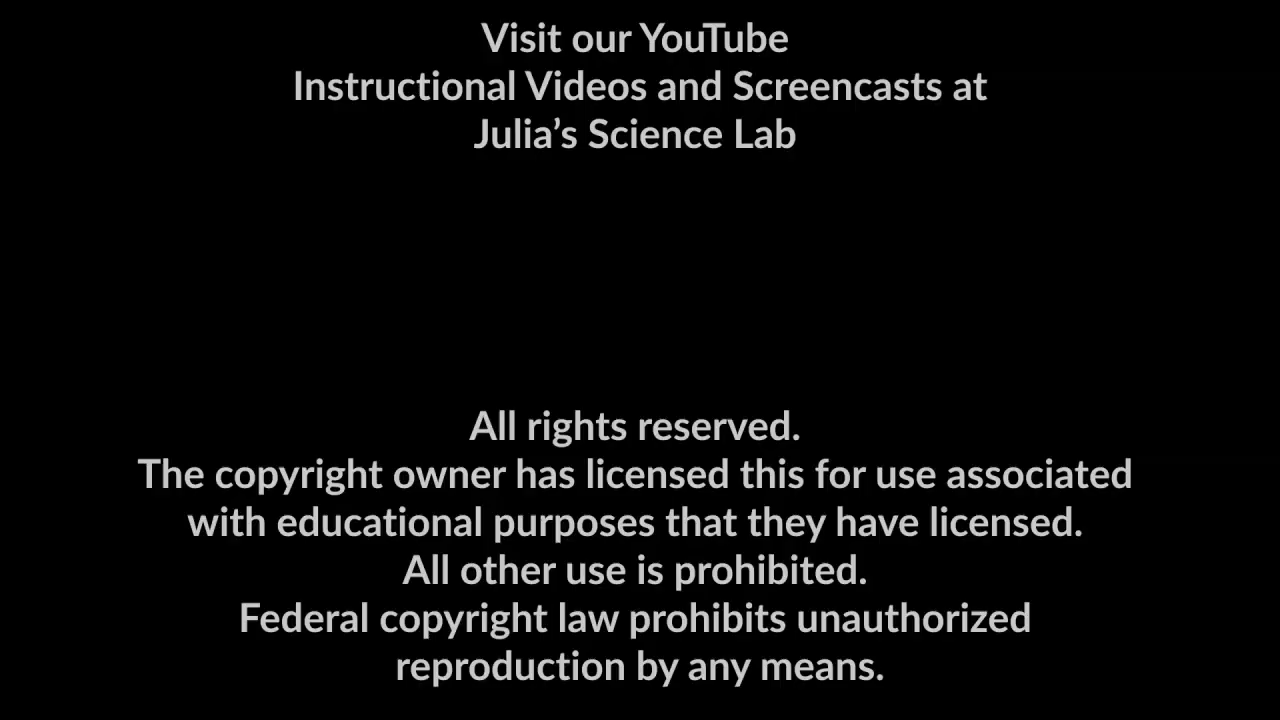 Visit our YouTube
Instructional Videos and Screencasts at
Julia’s Science Lab
All rights reserved.
The copyright owner has licensed this for use associated
with educational purposes that they have licensed.
All other use is prohibited.
Federal copyright law prohibits unauthorized
reproduction by any means.